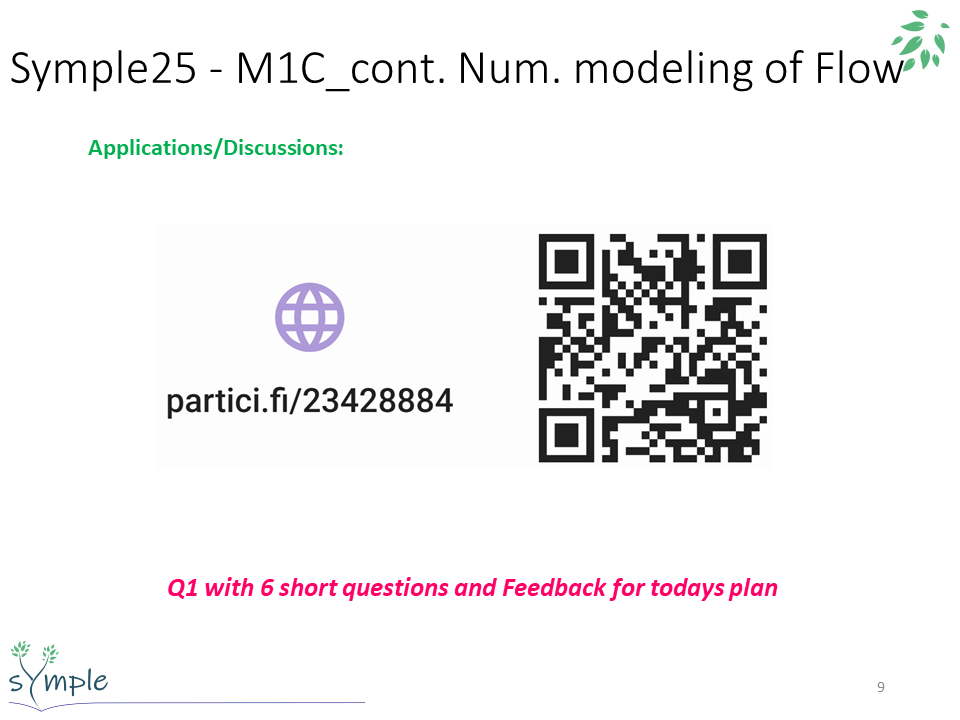 Symple25 - M1C_cont. Num. modeling of Flow
Applications/Discussions:
partici.fi/23428884
Q1 with 6 short questions and Feedback for todays plan
symple
9